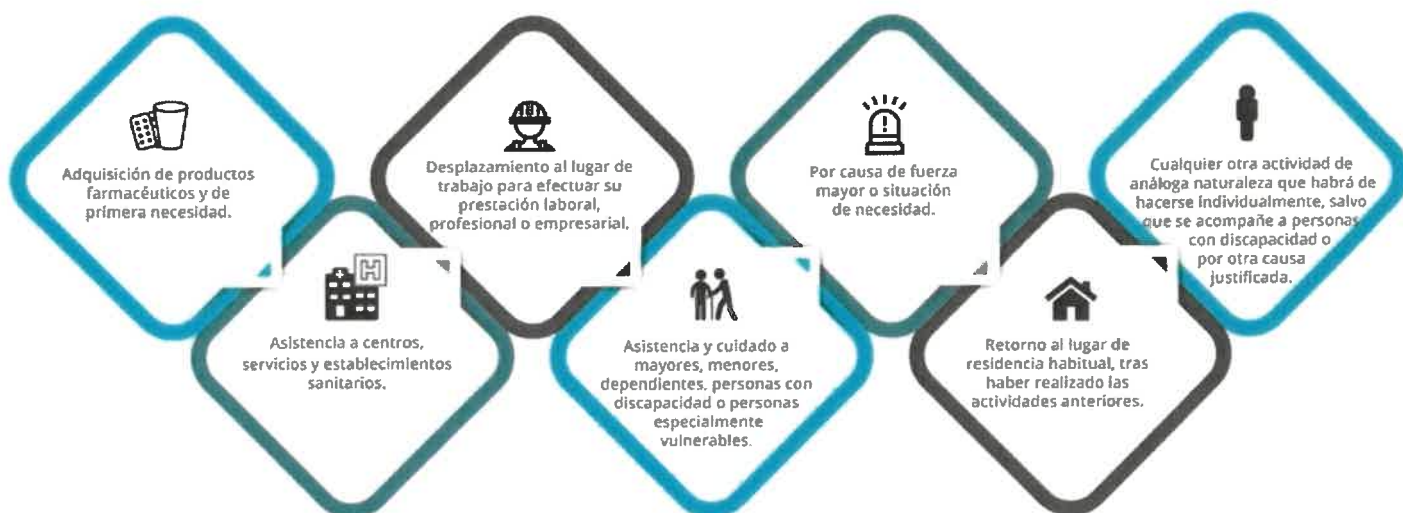 Adquisición de productos
farmacéuticos y de
primera necesidad.
H
Asistencia a centros,
servicios y establecimientos
sanitarios.
Desplazamiento al lugar de
trabajo para efectuar su
prestación laboral,
profesional o empresarial.
Asistencia y cuidado a
mayores, menores,
dependientes, personas con
discapacidad o personas
especialmente
vulnerables.
Por causa de fuerza
mayor o situación
de necesidad.
Retorno al lugar de
residencia habitual, tras
haber realizado las
actividades anteriores.
Cualquier otra actividad de
análoga naturaleza que habrá de
hacerse individualmente, salvo
que se acompañe a personas
con discapacidad o
por otra causa
justificada.